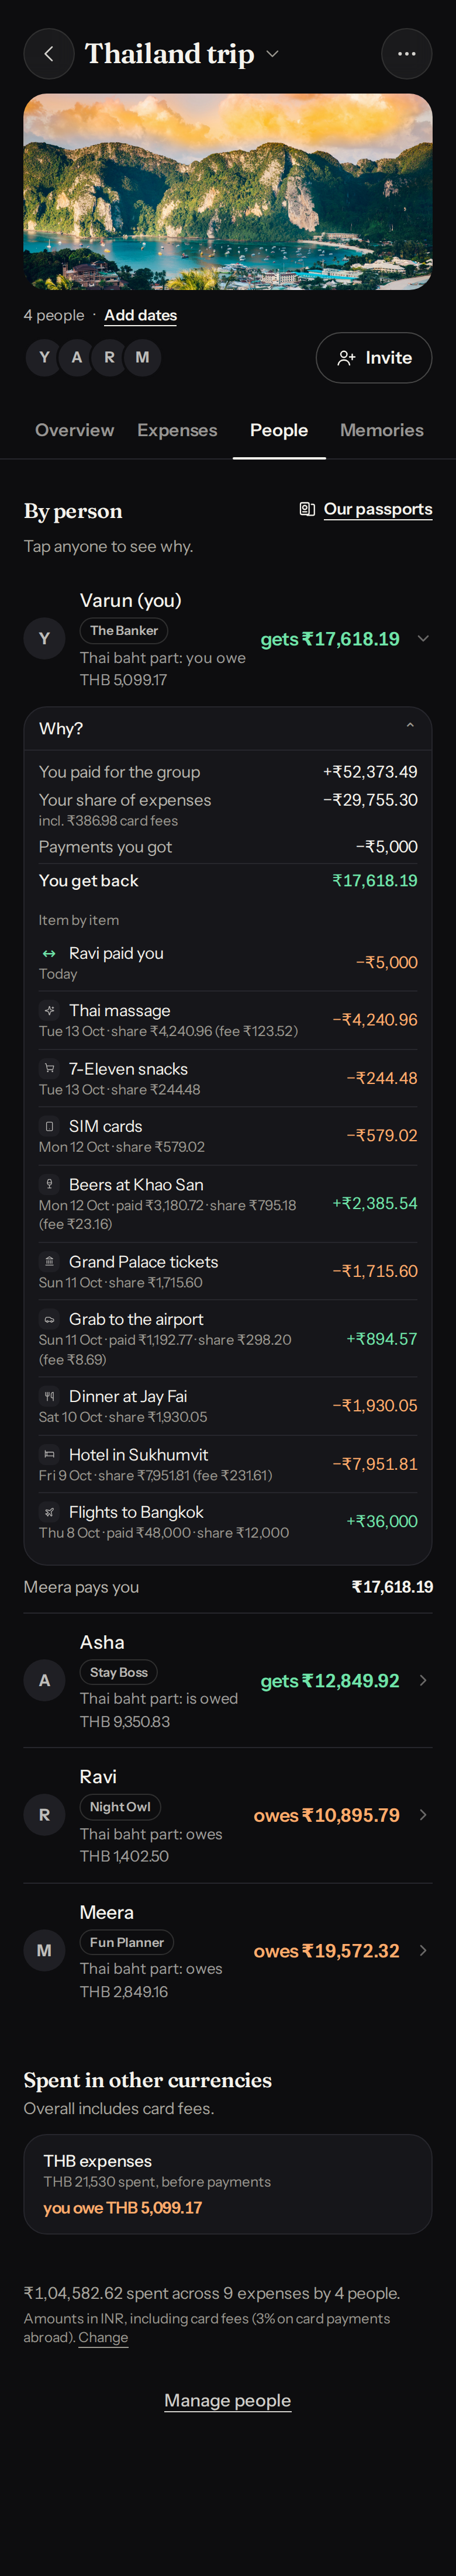 Thailand trip
4 people · Add dates
Y A R M
Invite
Overview Expenses People Memories
By person
Our passports
Tap anyone to see why.
Y
Varun (you)
The Banker
Thai baht part: you owe
THB 5,099.17
gets ₹17,618.19
Why?
You paid for the group +₹52,373.49
Your share of expenses −₹29,755.30
incl. ₹386.98 card fees
Payments you got −₹5,000
You get back ₹17,618.19
Item by item
Ravi paid you
Today
−₹5,000
Thai massage
Tue 13 Oct · share ₹4,240.96 (fee ₹123.52)
−₹4,240.96
7-Eleven snacks
Tue 13 Oct · share ₹244.48
−₹244.48
SIM cards
Mon 12 Oct · share ₹579.02
−₹579.02
Beers at Khao San
Mon 12 Oct · paid ₹3,180.72 · share ₹795.18
(fee ₹23.16)
+₹2,385.54
Grand Palace tickets
Sun 11 Oct · share ₹1,715.60
−₹1,715.60
Grab to the airport
Sun 11 Oct · paid ₹1,192.77 · share ₹298.20
(fee ₹8.69)
+₹894.57
Dinner at Jay Fai
Sat 10 Oct · share ₹1,930.05
−₹1,930.05
Hotel in Sukhumvit
Fri 9 Oct · share ₹7,951.81 (fee ₹231.61)
−₹7,951.81
Flights to Bangkok
Thu 8 Oct · paid ₹48,000 · share ₹12,000
+₹36,000
Meera pays you ₹17,618.19
A
Asha
Stay Boss
Thai baht part: is owed
THB 9,350.83
gets ₹12,849.92
R
Ravi
Night Owl
Thai baht part: owes
THB 1,402.50
owes ₹10,895.79
M
Meera
Fun Planner
Thai baht part: owes
THB 2,849.16
owes ₹19,572.32
Spent in other currencies
Overall includes card fees.
THB expenses
THB 21,530 spent, before payments
you owe THB 5,099.17
₹1,04,582.62 spent across 9 expenses by 4 people.
Amounts in INR, including card fees (3% on card payments
abroad). Change
Manage people